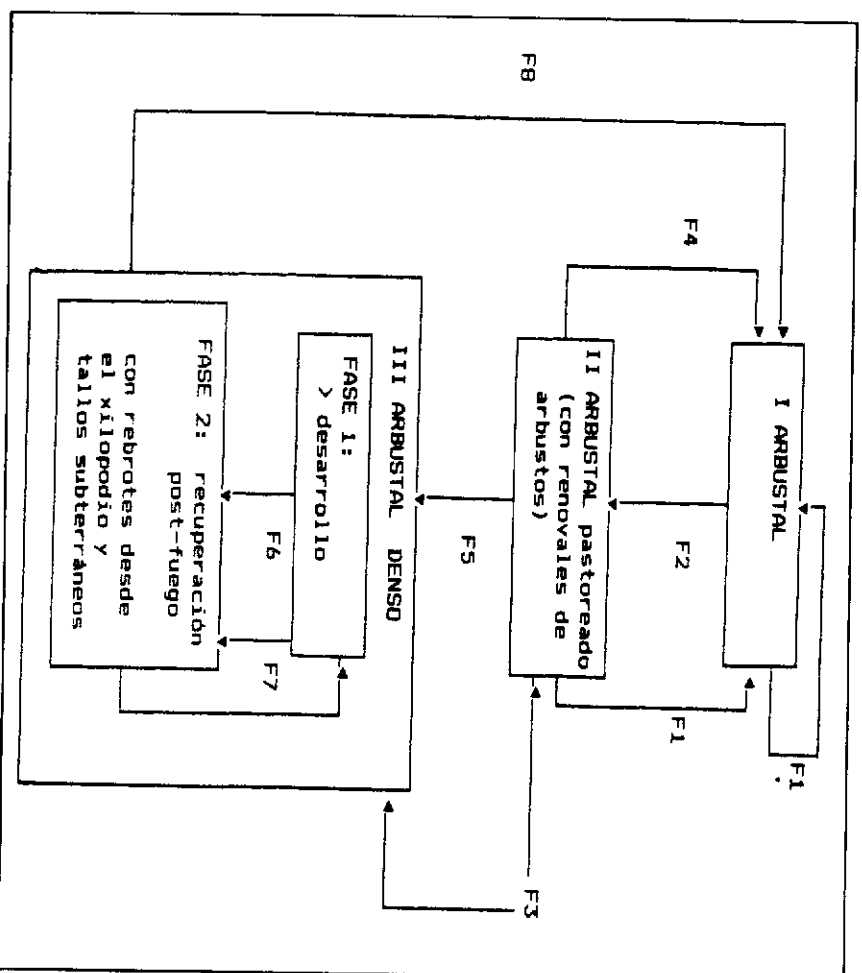 I ARBUSTAL
F1
F4
F2
F1
II ARBUSTAL pastoreado
(con renovales de
arbustos)
F8
F3
F5
III ARBUSTAL DENSO
FASE 1:
> desarrollo
F6
F7
FASE 2: recuperación
post-fuego
con rebrotes desde
el xilopodio y
tallos subterráneos